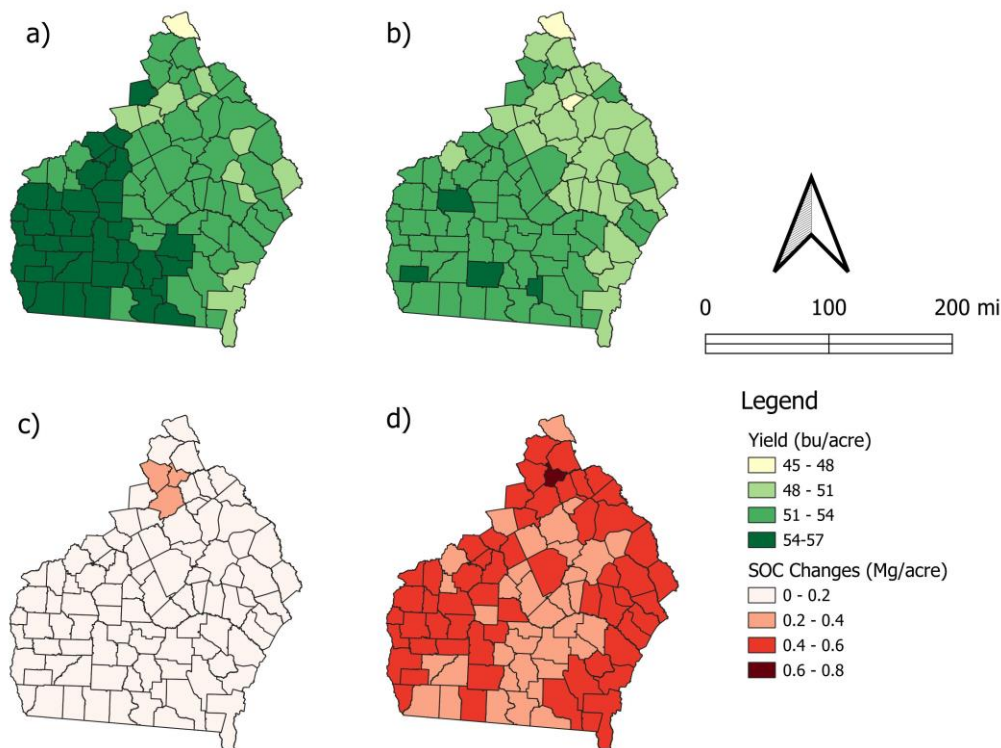 a)
b)
0 100 200 mi
c)
d)
Legend
Yield (bu/acre)
45 - 48
48 - 51
51 - 54
54-57
SOC Changes (Mg/acre)
0 - 0.2
0.2 - 0.4
0.4 - 0.6
0.6 - 0.8